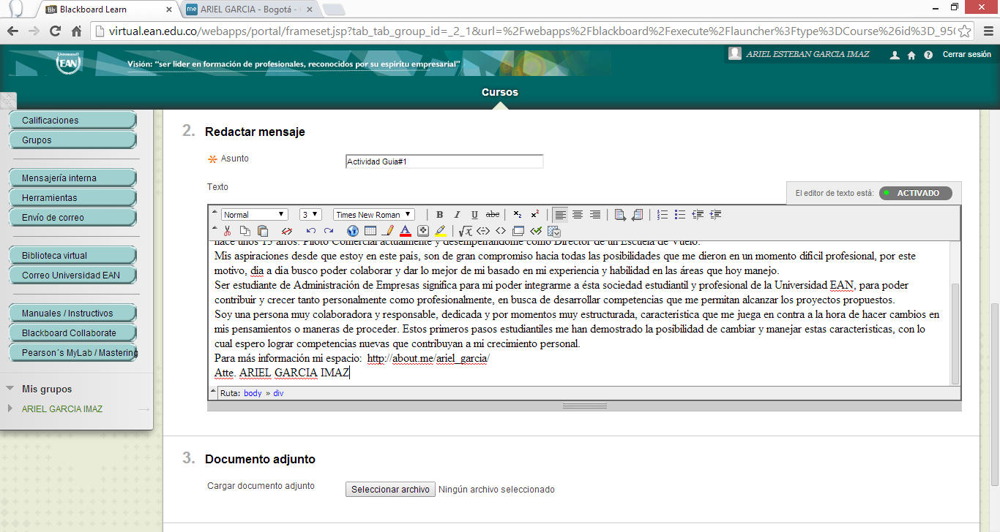 Blackboard Learn
ARIEL GARCIA - Bogotá -
virtual.ean.edu.co/webapps/portal/frameset.jsp?tab_tab_group_id=_2_1&url=%2Fwebapps%2Fblackboard%2Fexecute%2Flauncher%3Ftype%3DCourse%26id%3D_950
EAN
Visión: "ser lider en formación de profesionales, reconocidos por su espiritu empresarial"
ARIEL ESTEBAN GARCIA IMAZ
Cerrar sesión
Cursos
Calificaciones
Grupos
Mensajería interna
Herramientas
Envío de correo
Biblioteca virtual
Correo Universidad EAN
Manuales / Instructivos
Blackboard Collaborate
Pearson´s MyLab / Mastering
Mis grupos
ARIEL GARCIA IMAZ
2. Redactar mensaje
Asunto
Actividad Guia#1
Texto
El editor de texto está: ACTIVADO
Normal 3 Times New Roman
hace unos 15 años. Piloto Comercial actualmente y desempeñandome como Director de un Escuela de Vuelo.
Mis aspiraciones desde que estoy en este pais, son de gran compromiso hacia todas las posibilidades que me dieron en un momento difícil profesional, por este
motivo, dia a dia busco poder colaborar y dar lo mejor de mi basado en mi experiencia y habilidad en las áreas que hoy manejo.
Ser estudiante de Administración de Empresas significa para mi poder integrarme a ésta sociedad estudiantil y profesional de la Universidad EAN, para poder
contribuir y crecer tanto personalmente como profesionalmente, en busca de desarrollar competencias que me permitan alcanzar los proyectos propuestos.
Soy una persona muy colaboradora y responsable, dedicada y por momentos muy estructurada, característica que me juega en contra a la hora de hacer cambios en
mis pensamientos o maneras de proceder. Estos primeros pasos estudiantiles me han demostrado la posibilidad de cambiar y manejar estas características, con lo
cual espero lograr competencias nuevas que contribuyan a mi crecimiento personal.
Para más información mi espacio: http://about.me/ariel_garcia/
Atte. ARIEL GARCIA IMAZ
Ruta: body » div
3. Documento adjunto
Cargar documento adjunto
Seleccionar archivo Ningún archivo seleccionado